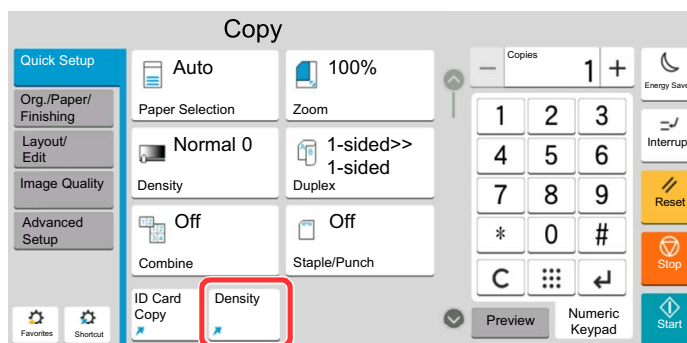 Copy
Quick Setup
Org./Paper/
Finishing
Layout/
Edit
Image Quality
Advanced
Setup
Favorites
Shortcut
Auto
Paper Selection
100%
Zoom
Normal 0
Density
1-sided>>
1-sided
Duplex
Off
Combine
Off
Staple/Punch
ID Card
Copy
Density
Copies
− 1 +
1 2 3
4 5 6
7 8 9
* 0 #
C
Preview
Numeric
Keypad
Energy Save
Interrup
Reset
Stop
Start